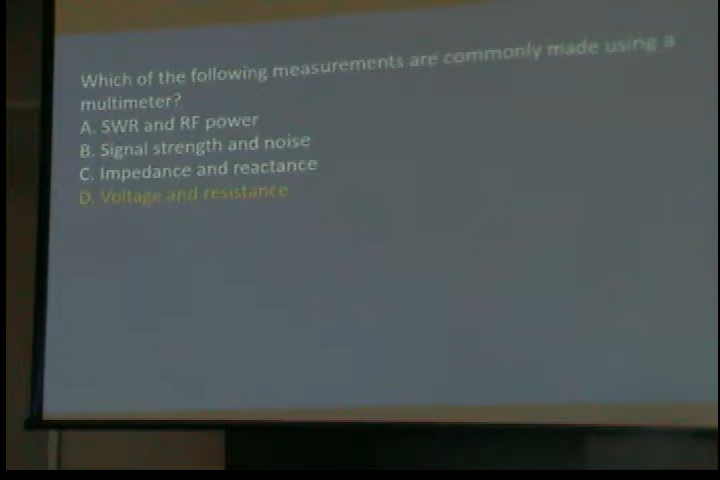 Which of the following measurements are commonly made using a
multimeter?
A. SWR and RF power
B. Signal strength and noise
C. Impedance and reactance
D. Voltage and resistance